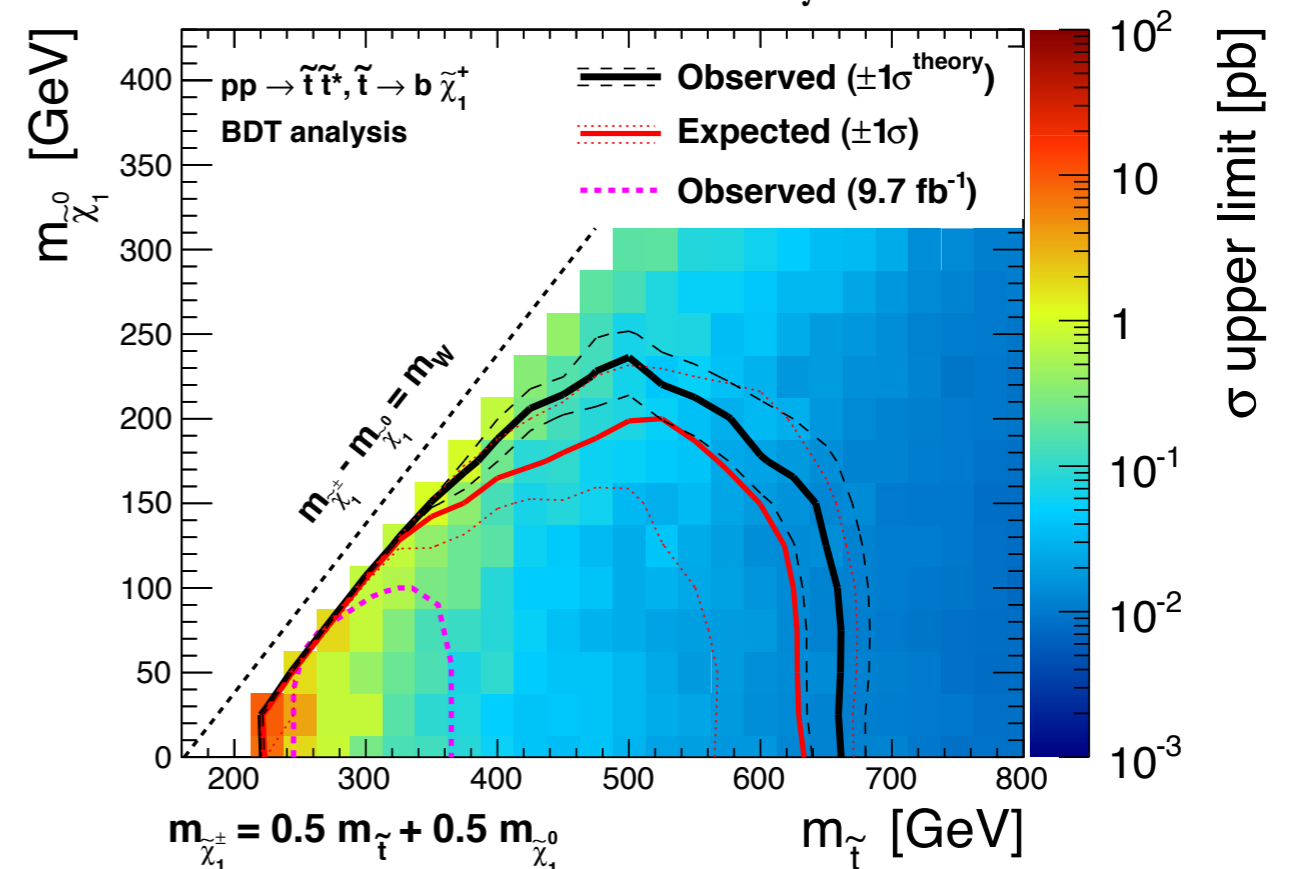 pp → t̃ t̃*, t̃ → b χ̃₁⁺
BDT analysis
Observed (±1σ^theory)
Expected (±1σ)
Observed (9.7 fb⁻¹)
m_χ̃₁⁰ [GeV]
400
350
300
250
200
150
100
50
0
m_χ̃₁± - m_χ̃₁⁰ = m_W
200 300 400 500 600 700 800
m_χ̃₁± = 0.5 m_t̃ + 0.5 m_χ̃₁⁰
m_t̃ [GeV]
10²
10
1
10⁻¹
10⁻²
10⁻³
σ upper limit [pb]